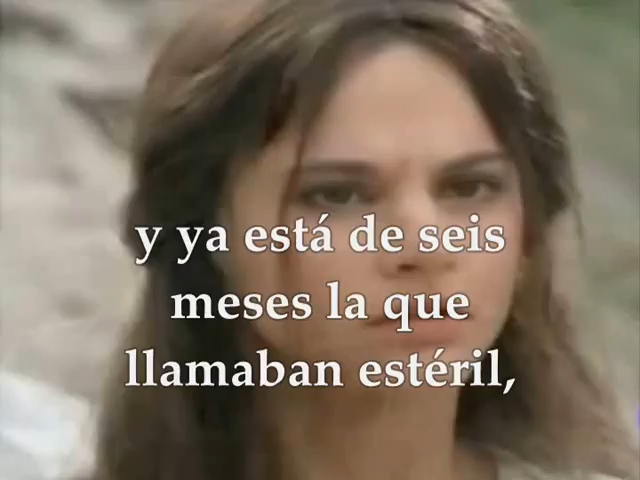 y ya está de seis
meses la que
llamaban estéril,